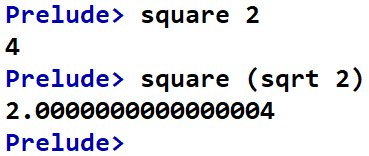 Prelude> square 2
4
Prelude> square (sqrt 2)
2.0000000000000004
Prelude>